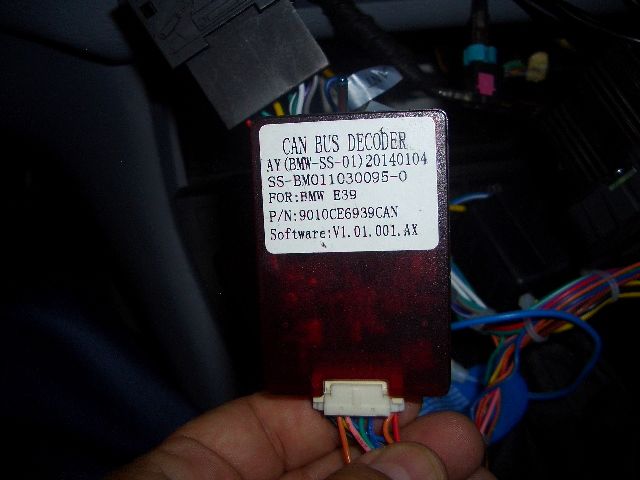 CAN BUS DECODER
AY(BMW-SS-01)20140104
SS-BM011030095-0
FOR:BMW E39
P/N:9010CE6939CAN
Software:V1.01.001.AX